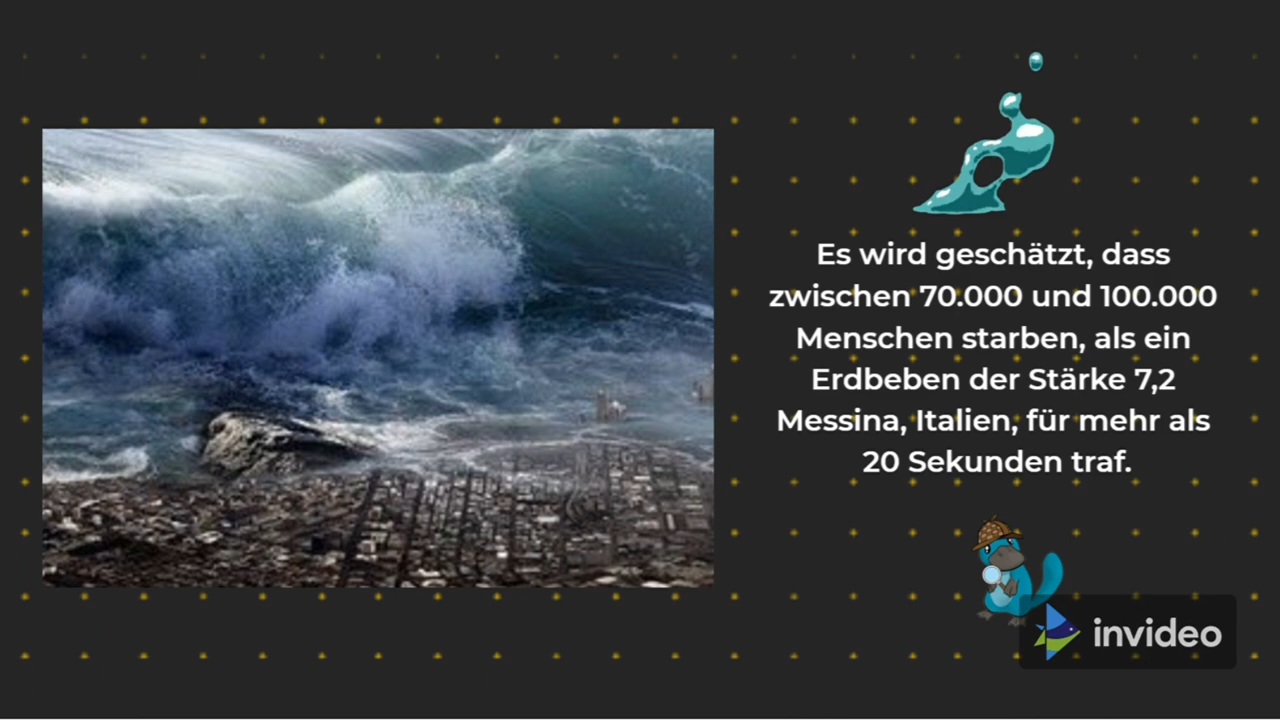 Es wird geschätzt, dass
zwischen 70.000 und 100.000
Menschen starben, als ein
Erdbeben der Stärke 7,2
Messina, Italien, für mehr als
20 Sekunden traf.
invideo